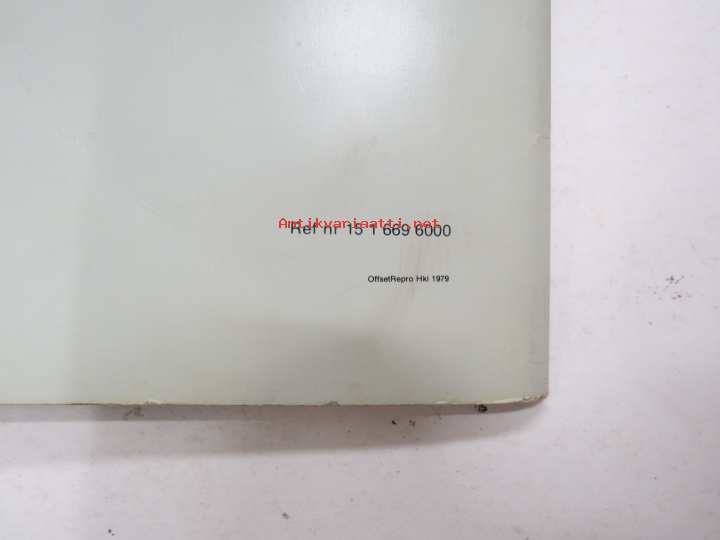 Antikvariaatti.net
Ref nr 15 1 669 6000
OffsetRepro Hki 1979